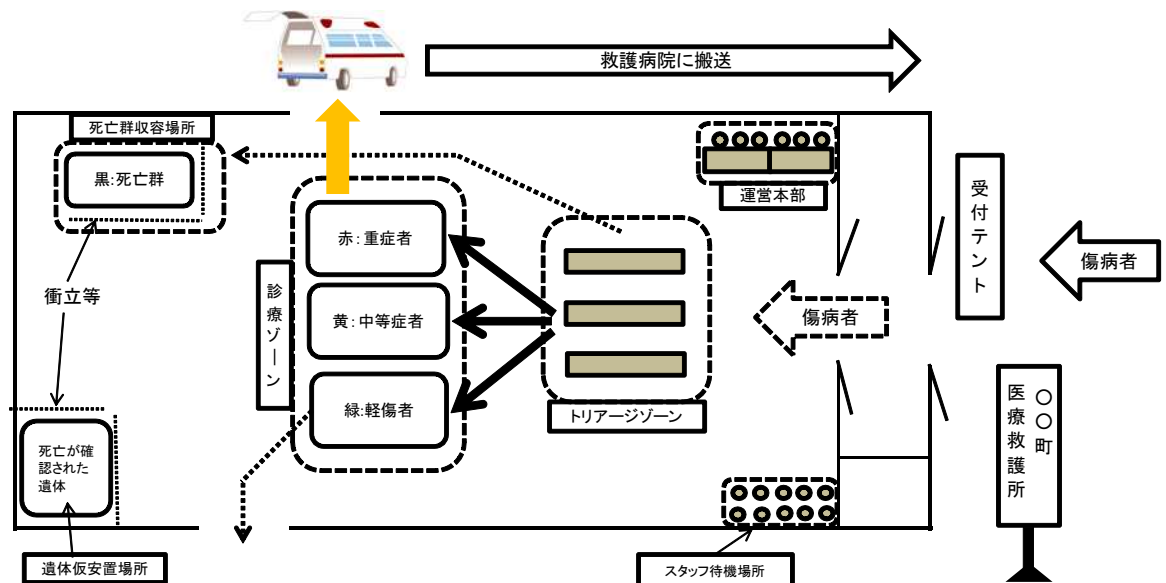 救護病院に搬送
死亡群収容場所
黒:死亡群
運営本部
受付テント
傷病者
傷病者
赤:重症者
黄:中等症者
緑:軽傷者
診療ゾーン
トリアージゾーン
衝立等
死亡が確
認された
遺体
遺体仮安置場所
スタッフ待機場所
〇〇町
医療救護所